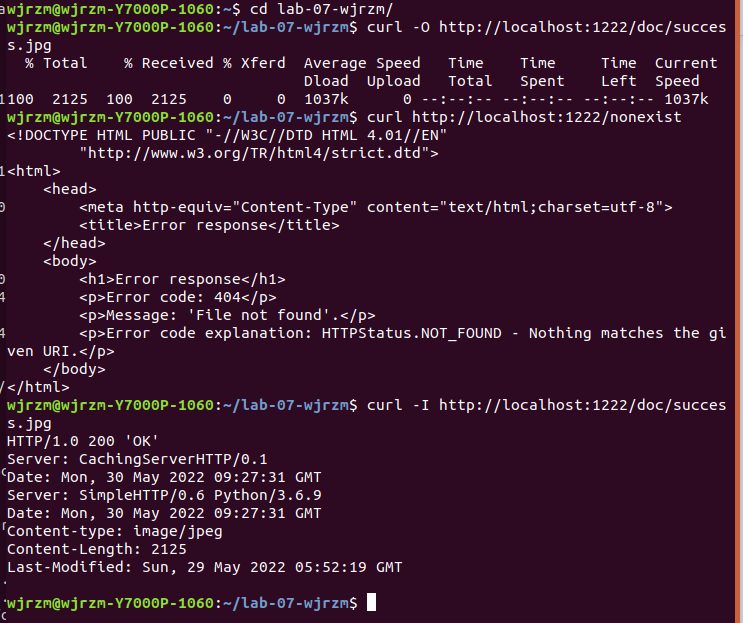 wjrzm@wjrzm-Y7000P-1060:~$ cd lab-07-wjrzm/
wjrzm@wjrzm-Y7000P-1060:~/lab-07-wjrzm$ curl -O http://localhost:1222/doc/succes
s.jpg
  % Total    % Received % Xferd  Average Speed   Time    Time     Time  Current
                                 Dload  Upload   Total   Spent    Left  Speed
100  2125  100  2125    0     0  1037k      0 --:--:-- --:--:-- --:--:-- 1037k
wjrzm@wjrzm-Y7000P-1060:~/lab-07-wjrzm$ curl http://localhost:1222/nonexist
<!DOCTYPE HTML PUBLIC "-//W3C//DTD HTML 4.01//EN"
        "http://www.w3.org/TR/html4/strict.dtd">
<html>
    <head>
        <meta http-equiv="Content-Type" content="text/html;charset=utf-8">
        <title>Error response</title>
    </head>
    <body>
        <h1>Error response</h1>
        <p>Error code: 404</p>
        <p>Message: 'File not found'.</p>
        <p>Error code explanation: HTTPStatus.NOT_FOUND - Nothing matches the gi
ven URI.</p>
    </body>
</html>
wjrzm@wjrzm-Y7000P-1060:~/lab-07-wjrzm$ curl -I http://localhost:1222/doc/succes
s.jpg
HTTP/1.0 200 'OK'
Server: CachingServerHTTP/0.1
Date: Mon, 30 May 2022 09:27:31 GMT
Server: SimpleHTTP/0.6 Python/3.6.9
Date: Mon, 30 May 2022 09:27:31 GMT
Content-type: image/jpeg
Content-Length: 2125
Last-Modified: Sun, 29 May 2022 05:52:19 GMT

wjrzm@wjrzm-Y7000P-1060:~/lab-07-wjrzm$